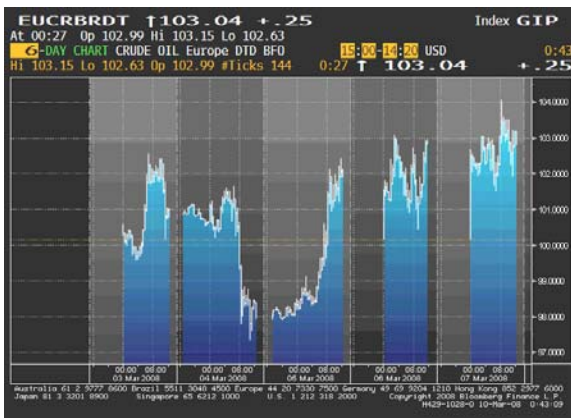 EUCRBRDT ↑103.04 +.25 Index GIP
At 00:27 Op 102.99 Hi 103.15 Lo 102.63
6-DAY CHART CRUDE OIL Europe DTD BFO 15:00-14:20 USD 0:43
Hi 103.15 Lo 102.63 Op 102.99 #Ticks 144 0:27 ↑ 103.04 +.25
104.0000
103.0000
102.0000
101.0000
100.0000
99.0000
98.0000
97.0000
00:00 08:00 00:00 08:00 00:00 08:00 00:00 08:00 00:00 08:00
03 Mar 2008 04 Mar 2008 06 Mar 2008 06 Mar 2008 07 Mar 2008
Australia 61 2 9777 8600 Brazil 5511 3048 4500 Europe 44 20 7330 7500 Germany 49 69 9204 1210 Hong Kong 852 2977 6000
Japan 81 3 3201 8900 Singapore 65 6212 1000 U.S. 1 212 318 2000 Copyright 2008 Bloomberg Finance L.P.
H429-1028-0 10-Mar-08 0:43:09